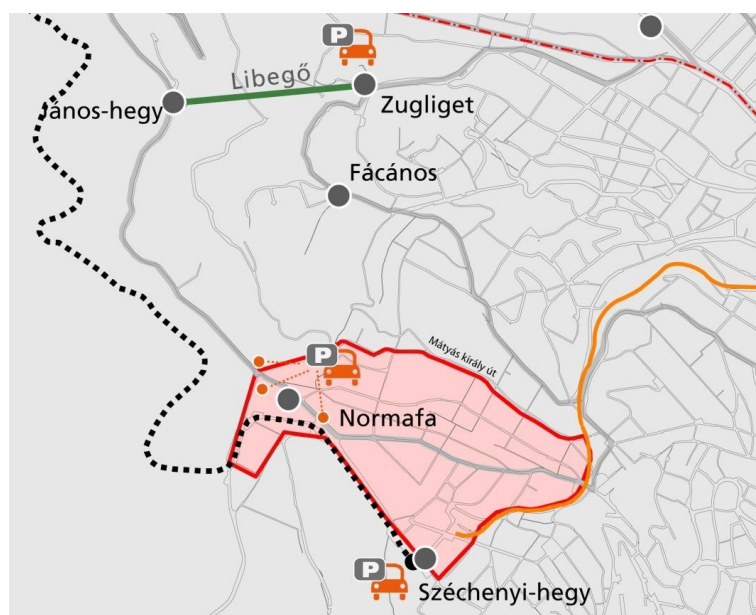 P
Libegő
János-hegy
Zugliget
Fácános
Mátyás király út
P
Normafa
P
Széchenyi-hegy